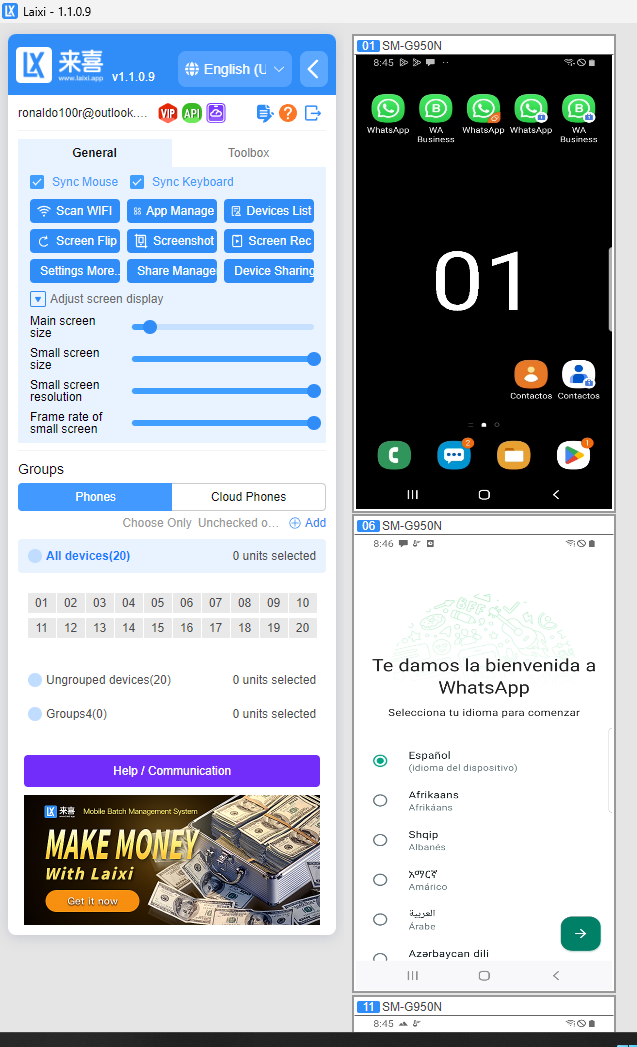 Laixi - 1.1.0.9
LX 来喜
www.laixi.app
v1.1.0.9
English (U
ronaldo100r@outlook....
VIP
API
General
Toolbox
Sync Mouse
Sync Keyboard
Scan WIFI
App Manage
Devices List
Screen Flip
Screenshot
Screen Rec
Settings More..
Share Manage
Device Sharing
Adjust screen display
Main screen
size
Small screen
size
Small screen
resolution
Frame rate of
small screen
Groups
Phones
Cloud Phones
Choose Only
Unchecked o...
Add
All devices(20)
0 units selected
01 02 03 04 05 06 07 08 09 10
11 12 13 14 15 16 17 18 19 20
Ungrouped devices(20)
0 units selected
Groups4(0)
0 units selected
Help / Communication
LX 来喜 Mobile Batch Management System
MAKE MONEY
With Laixi
Get it now
01 SM-G950N
8:45
WhatsApp
WA
Business
WhatsApp
WhatsApp
WA
Business
01
Contactos
Contactos
2
1
06 SM-G950N
8:46
Te damos la bienvenida a
WhatsApp
Selecciona tu idioma para comenzar
Español
(idioma del dispositivo)
Afrikaans
Afrikáans
Shqip
Albanés
አማርኛ
Amárico
العربية
Árabe
Azərbaycan dili
11 SM-G950N
8:45